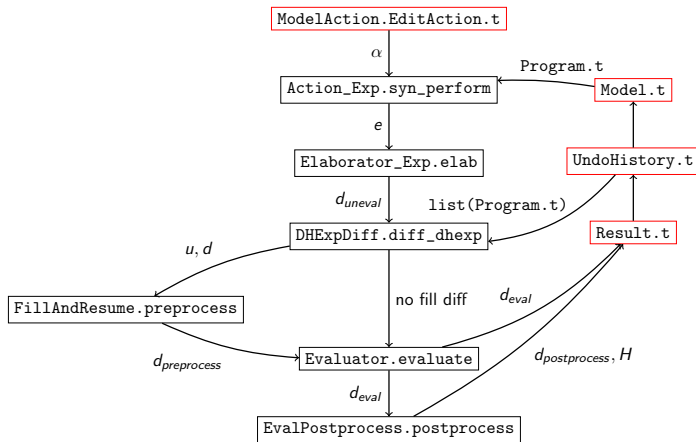 ModelAction.EditAction.t
α
Program.t
Action_Exp.syn_perform
Model.t
e
Elaborator_Exp.elab
UndoHistory.t
d_uneval
list(Program.t)
DHExpDiff.diff_dhexp
Result.t
u, d
FillAndResume.preprocess
no fill diff
d_eval
d_preprocess
Evaluator.evaluate
d_postprocess, H
d_eval
EvalPostprocess.postprocess